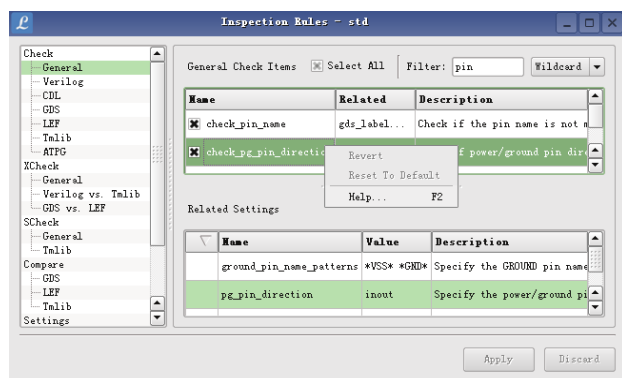 Inspection Rules - std
Check
General
Verilog
CDL
GDS
LEF
Tmlib
ATPG
XCheck
General
Verilog vs. Tmlib
GDS vs. LEF
SCheck
General
Tmlib
Compare
GDS
LEF
Tmlib
Settings
General Check Items Select All Filter: pin Wildcard
Name Related Description
check_pin_name gds_label... Check if the pin name is not
check_pg_pin_directio f power/ground pin dire
Revert
Reset To Default
Help... F2
Related Settings
Name Value Description
ground_pin_name_patterns *VSS* *GND* Specify the GROUND pin name
pg_pin_direction inout Specify the power/ground pi
Apply Discard